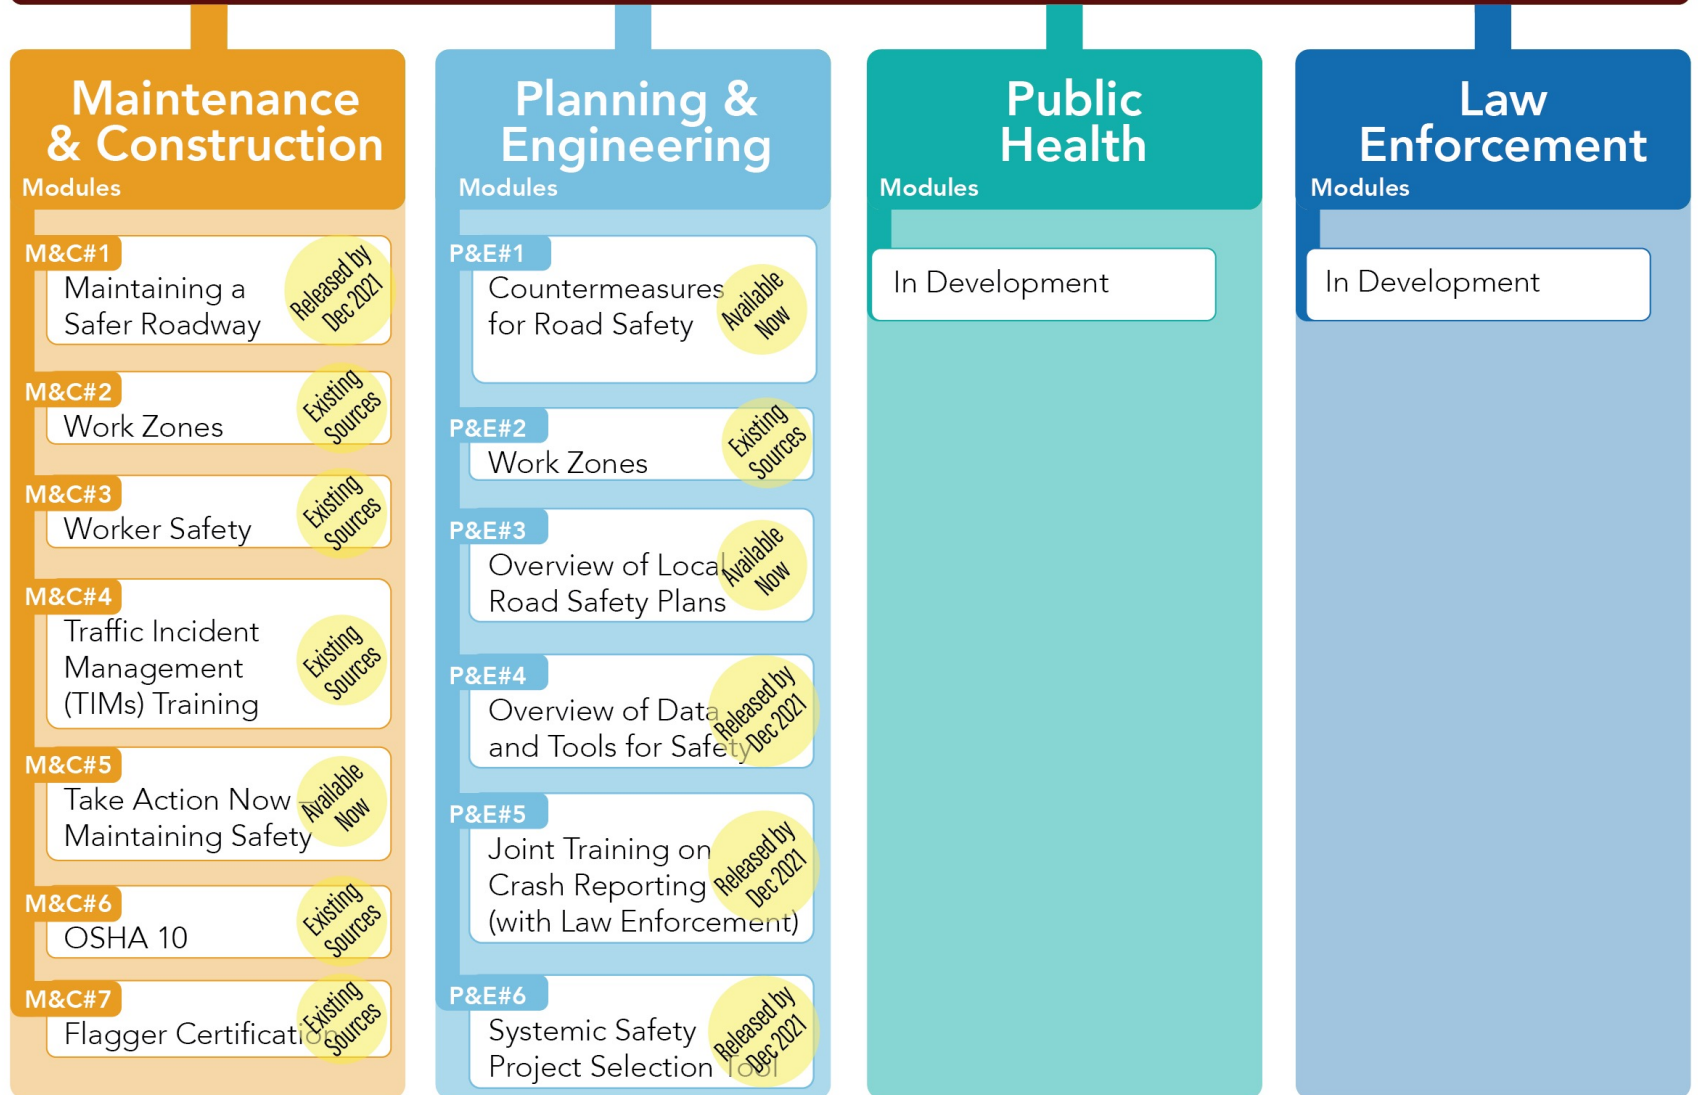 Maintenance
& Construction
Modules
M&C#1
Maintaining a
Safer Roadway
Released by
Dec 2021
M&C#2
Work Zones
Existing
Sources
M&C#3
Worker Safety
Existing
Sources
M&C#4
Traffic Incident
Management
(TIMs) Training
Existing
Sources
M&C#5
Take Action Now –
Maintaining Safety
Available
Now
M&C#6
OSHA 10
Existing
Sources
M&C#7
Flagger Certification
Existing
Sources
Planning &
Engineering
Modules
P&E#1
Countermeasures
for Road Safety
Available
Now
P&E#2
Work Zones
Existing
Sources
P&E#3
Overview of Local
Road Safety Plans
Available
Now
P&E#4
Overview of Data
and Tools for Safety
Released by
Dec 2021
P&E#5
Joint Training on
Crash Reporting
(with Law Enforcement)
Released by
Dec 2021
P&E#6
Systemic Safety
Project Selection Tool
Released by
Dec 2021
Public
Health
Modules
In Development
Law
Enforcement
Modules
In Development